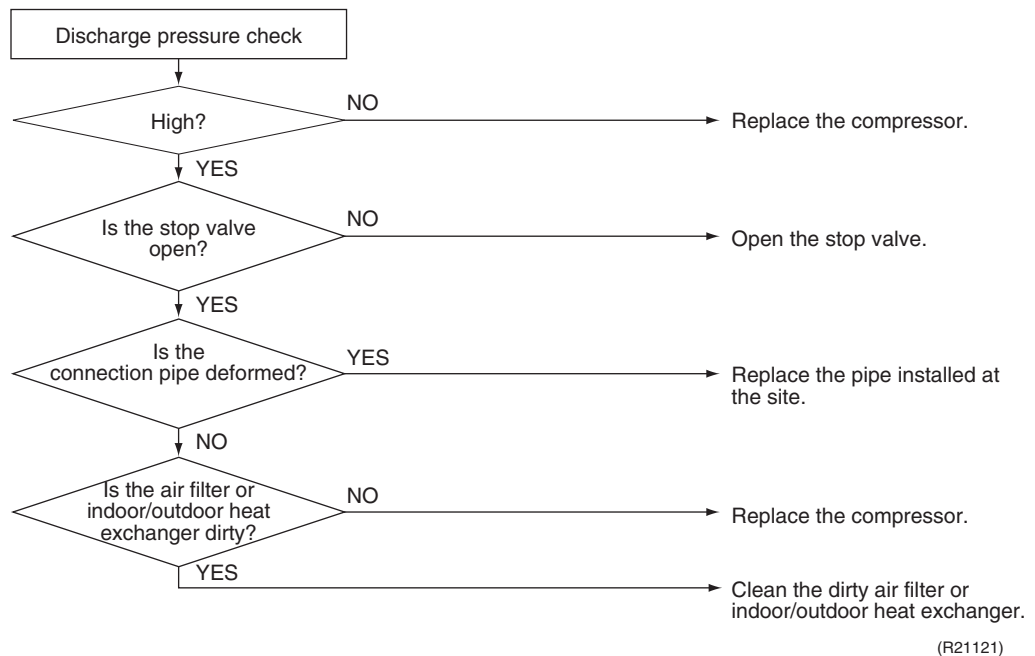 Discharge pressure check
High?
NO
Replace the compressor.
YES
Is the stop valve
open?
NO
Open the stop valve.
YES
Is the
connection pipe deformed?
YES
Replace the pipe installed at
the site.
NO
Is the air filter or
indoor/outdoor heat
exchanger dirty?
NO
Replace the compressor.
YES
Clean the dirty air filter or
indoor/outdoor heat exchanger.
(R21121)